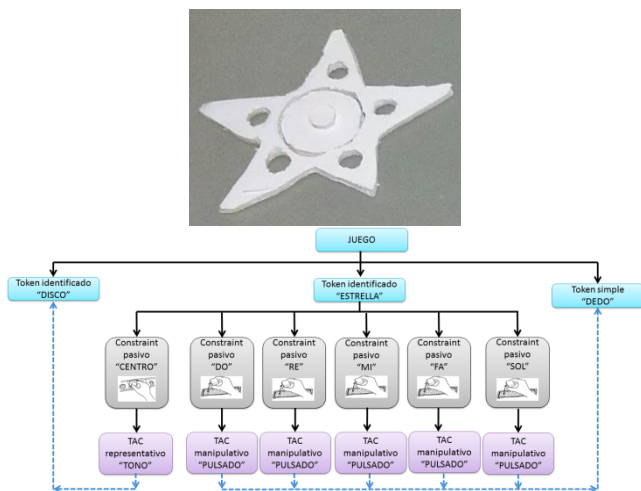 JUEGO
Token identificado
"DISCO"
Token identificado
"ESTRELLA"
Token simple
"DEDO"
Constraint
pasivo
"CENTRO"
Constraint
pasivo
"DO"
Constraint
pasivo
"RE"
Constraint
pasivo
"MI"
Constraint
pasivo
"FA"
Constraint
pasivo
"SOL"
TAC
representativo
"TONO"
TAC
manipulativo
"PULSADO"
TAC
manipulativo
"PULSADO"
TAC
manipulativo
"PULSADO"
TAC
manipulativo
"PULSADO"
TAC
manipulativo
"PULSADO"